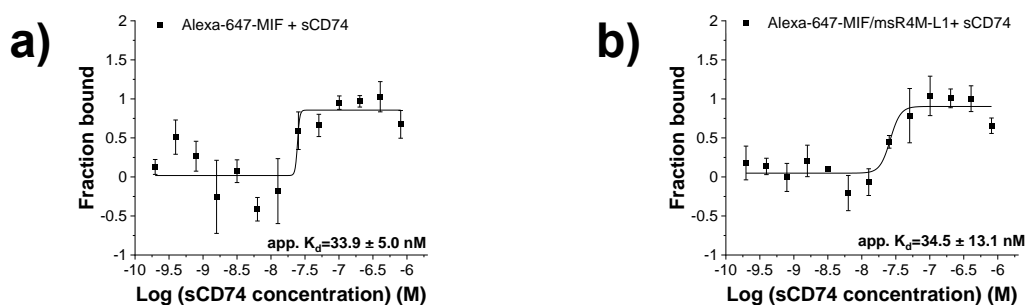 a)
Alexa-647-MIF + sCD74
Fraction bound
2
1.5
1
0.5
0
-0.5
-1
app. Kd=33.9 ± 5.0 nM
-10 -9.5 -9 -8.5 -8 -7.5 -7 -6.5 -6
Log (sCD74 concentration) (M)
b)
Alexa-647-MIF/msR4M-L1+ sCD74
Fraction bound
2
1.5
1
0.5
0
-0.5
-1
app. Kd=34.5 ± 13.1 nM
-10 -9.5 -9 -8.5 -8 -7.5 -7 -6.5 -6
Log (sCD74 concentration) (M)